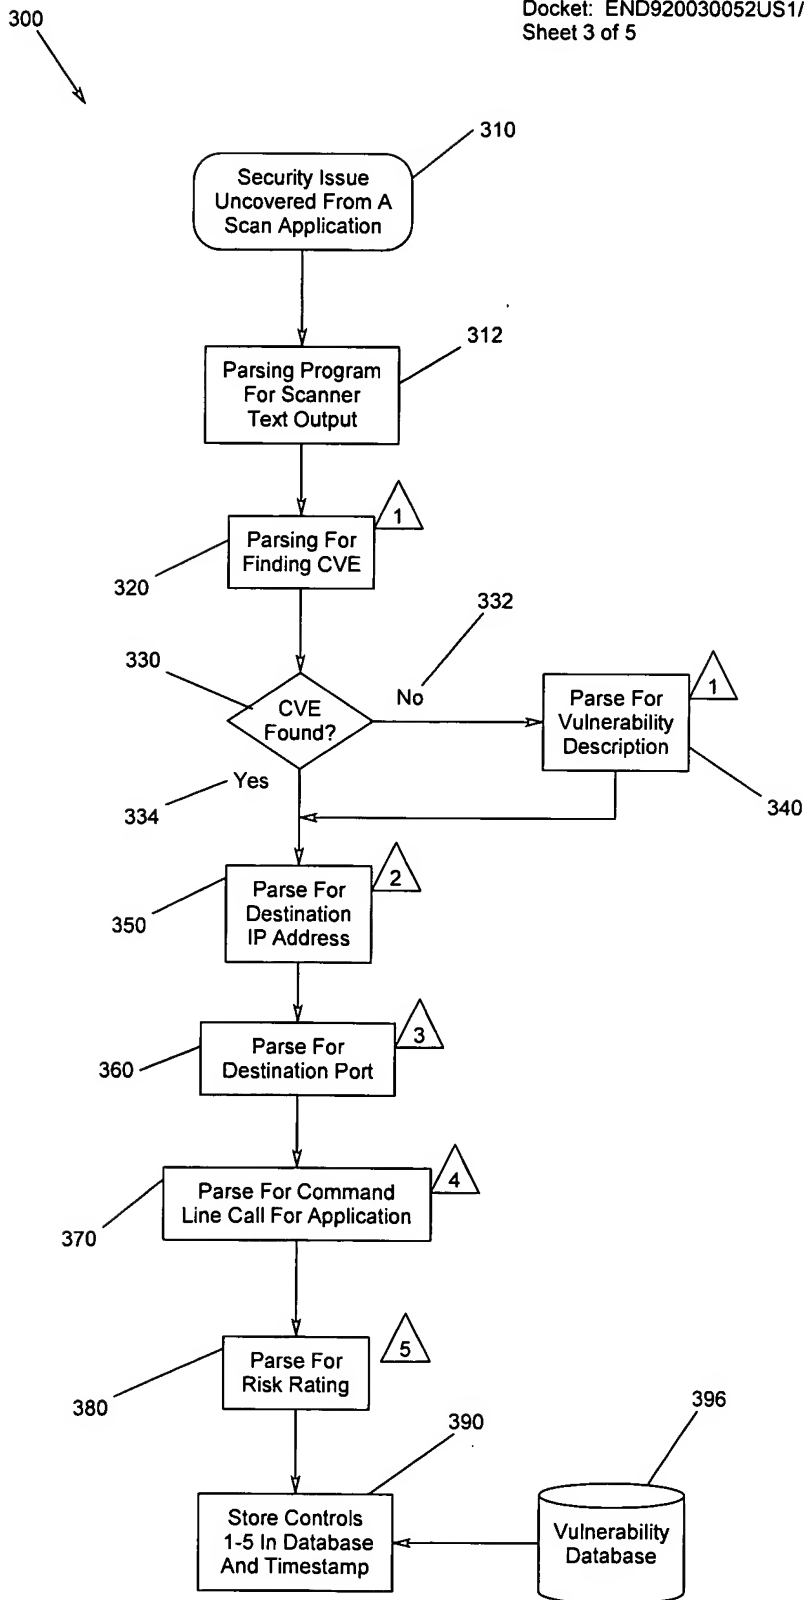 Docket: END920030052US1/
Sheet 3 of 5
300
310
Security Issue
Uncovered From A
Scan Application
312
Parsing Program
For Scanner
Text Output
1
Parsing For
Finding CVE
320
332
330
CVE
Found?
No
1
Parse For
Vulnerability
Description
340
Yes
334
2
Parse For
Destination
IP Address
350
3
Parse For
Destination Port
360
4
Parse For Command
Line Call For Application
370
5
Parse For
Risk Rating
380
390
396
Store Controls
1-5 In Database
And Timestamp
Vulnerability
Database